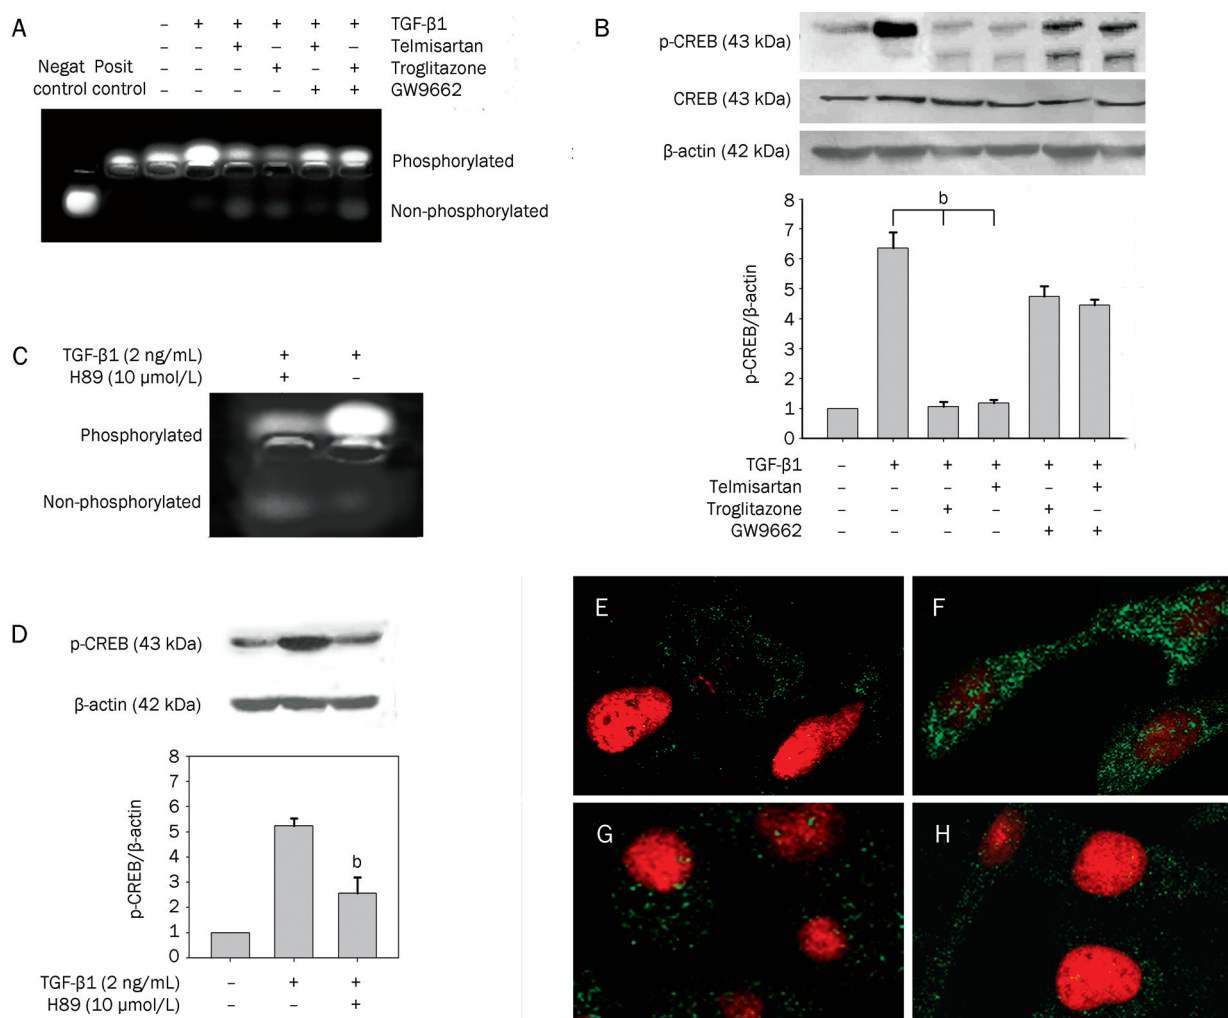 A
– + + + + + TGF-β1
– – + – + – Telmisartan
Negat Posit – – – + – + Troglitazone
control control – – – – + + GW9662
Phosphorylated
Non-phosphorylated
B
p-CREB (43 kDa)
CREB (43 kDa)
β-actin (42 kDa)
8
7
6
5
4
3
2
1
0
p-CREB/β-actin
b
TGF-β1 – + + + + +
Telmisartan – – – + – +
Troglitazone – – + – + –
GW9662 – – – – + +
C
TGF-β1 (2 ng/mL) + +
H89 (10 μmol/L) + –
Phosphorylated
Non-phosphorylated
D
p-CREB (43 kDa)
β-actin (42 kDa)
8
7
6
5
4
3
2
1
0
p-CREB/β-actin
b
TGF-β1 (2 ng/mL) – + +
H89 (10 μmol/L) – – +
E
F
G
H